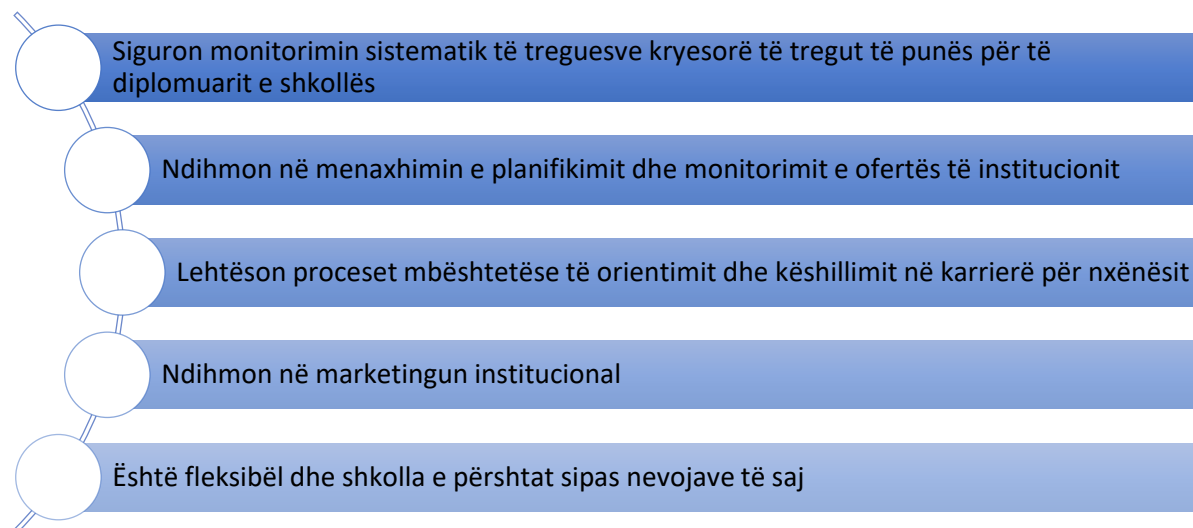 Siguron monitorimin sistematik të treguesve kryesorë të tregut të punës për të
diplomuarit e shkollës
Ndihmon në menaxhimin e planifikimit dhe monitorimit e ofertës të institucionit
Lehtëson proceset mbështetëse të orientimit dhe këshillimit në karrierë për nxënësit
Ndihmon në marketingun institucional
Është fleksibël dhe shkolla e përshtat sipas nevojave të saj